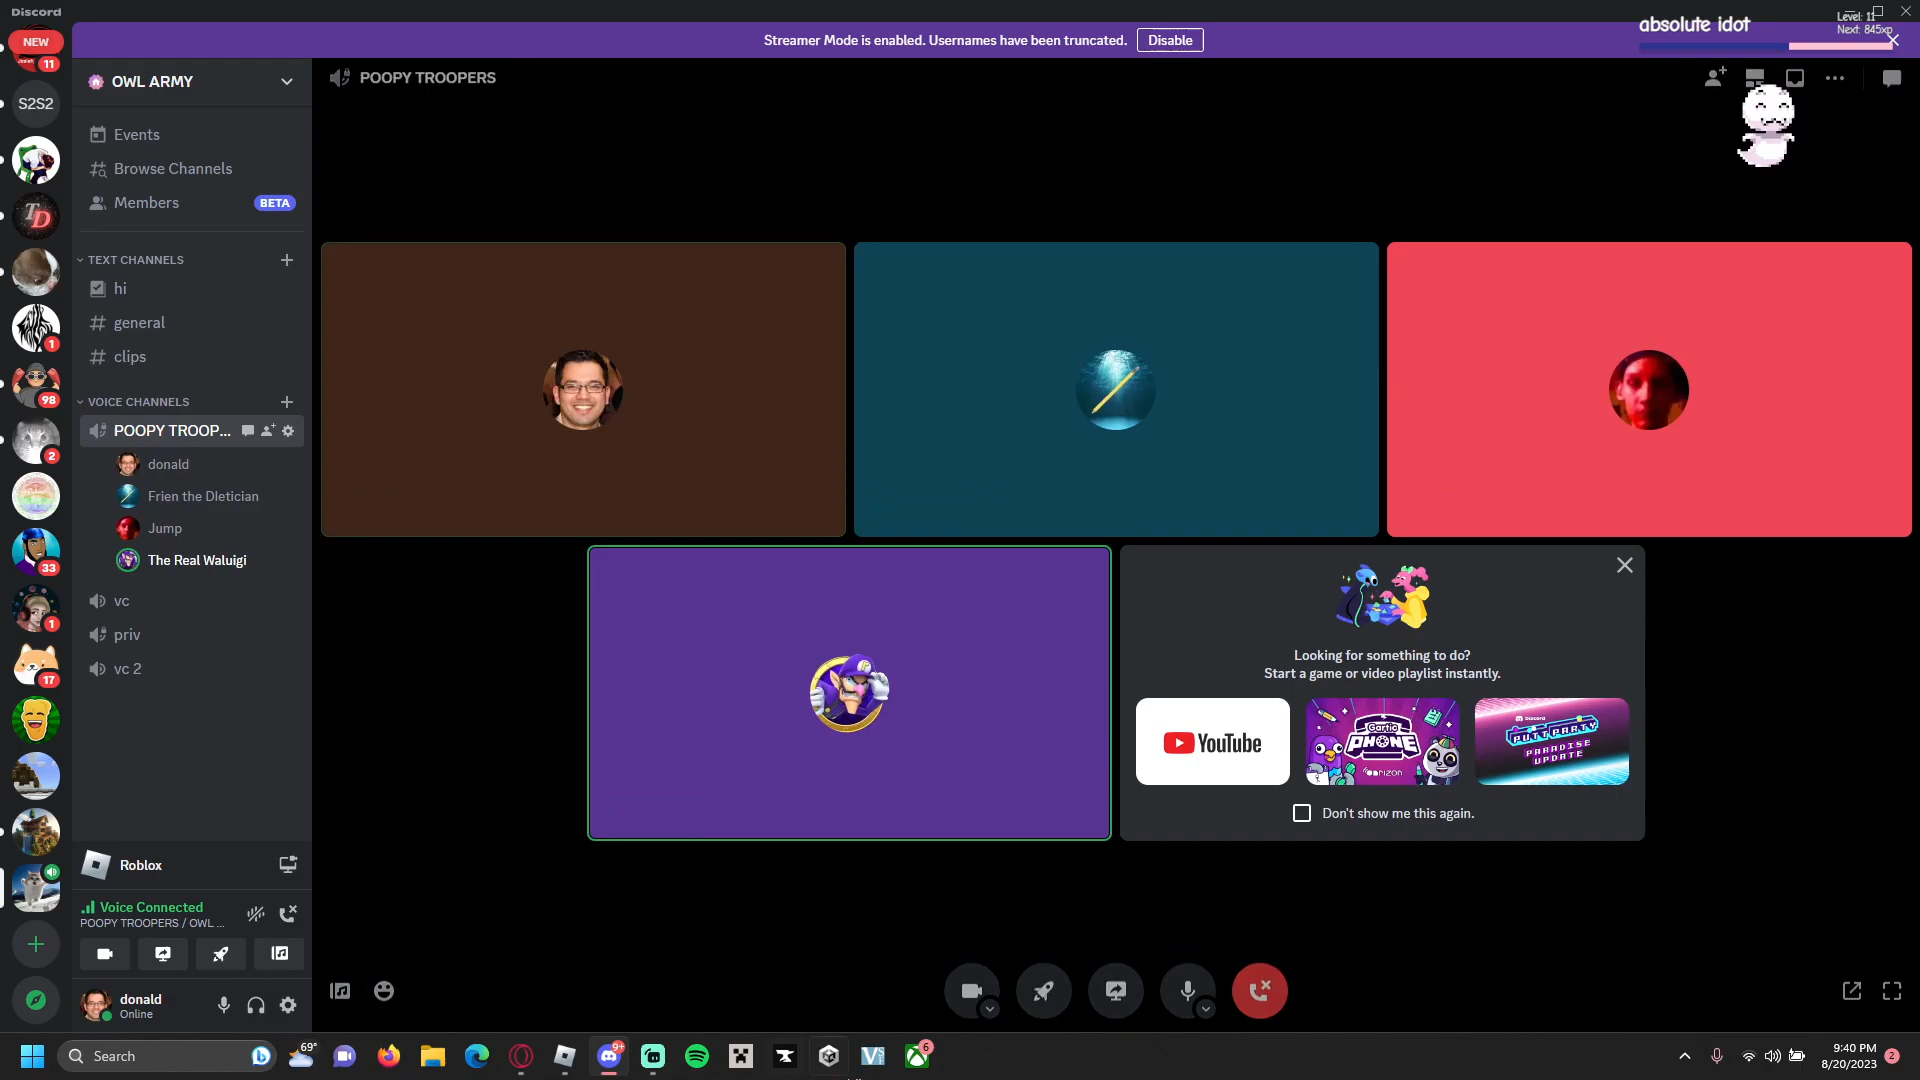 Discord
absolute idot
Level: 11
Next: 845xp
NEW
Streamer Mode is enabled. Usernames have been truncated.
Disable
11
OWL ARMY
POOPY TROOPERS
S2S2
Events
Browse Channels
Members
BETA
TD
TEXT CHANNELS
hi
general
clips
1
98
2
33
1
17
VOICE CHANNELS
POOPY TROOP...
donald
Frien the DIetician
Jump
The Real Waluigi
vc
priv
vc 2
Looking for something to do?
Start a game or video playlist instantly.
YouTube
Gartic
PHONE
Discord
PUTT PARTY
PARADISE
UPDATE
Don't show me this again.
Roblox
Voice Connected
POOPY TROOPERS / OWL ...
donald
Online
Search
69°
9+
6
9:40 PM
8/20/2023
2